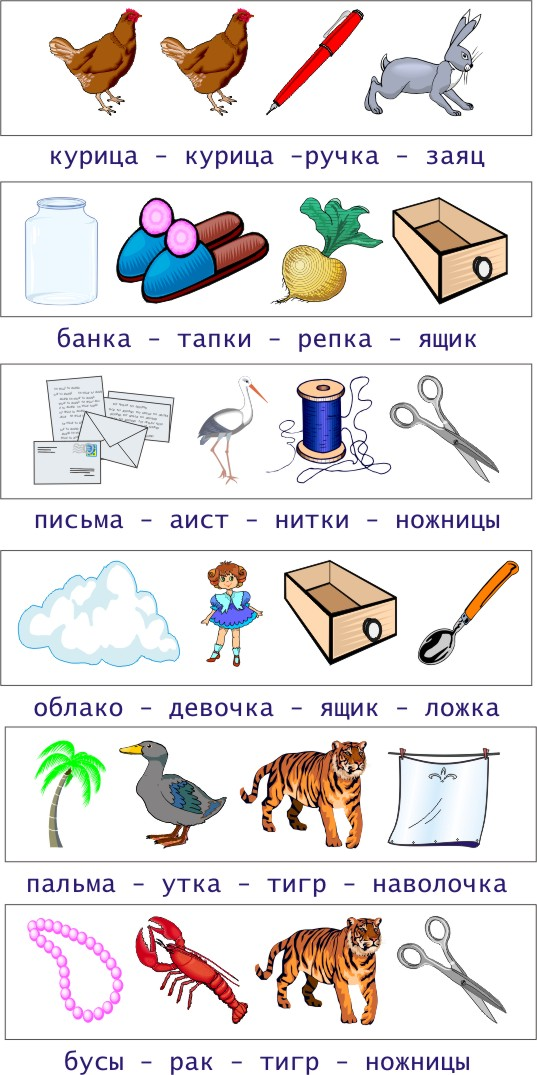 курица - курица -ручка - заяц
банка - тапки - репка - ящик
письма - аист - нитки - ножницы
облако - девочка - ящик - ложка
пальма - утка - тигр - наволочка
бусы - рак - тигр - ножницы